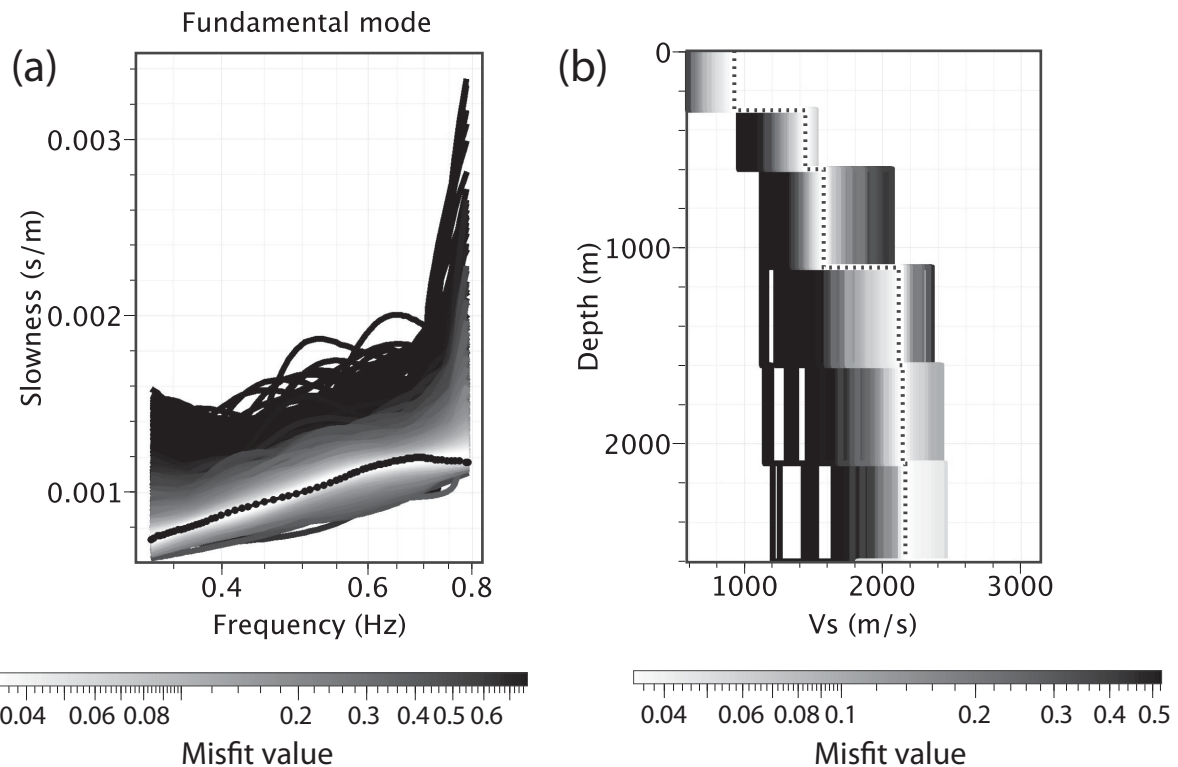 Fundamental mode
(a)
0.003
0.002
0.001
Slowness (s/m)
0.4
0.6
0.8
Frequency (Hz)
0.04 0.06 0.08 0.2 0.3 0.4 0.5 0.6
Misfit value
(b)
0
1000
2000
Depth (m)
1000 2000 3000
Vs (m/s)
0.04 0.06 0.08 0.1 0.2 0.3 0.4 0.5
Misfit value